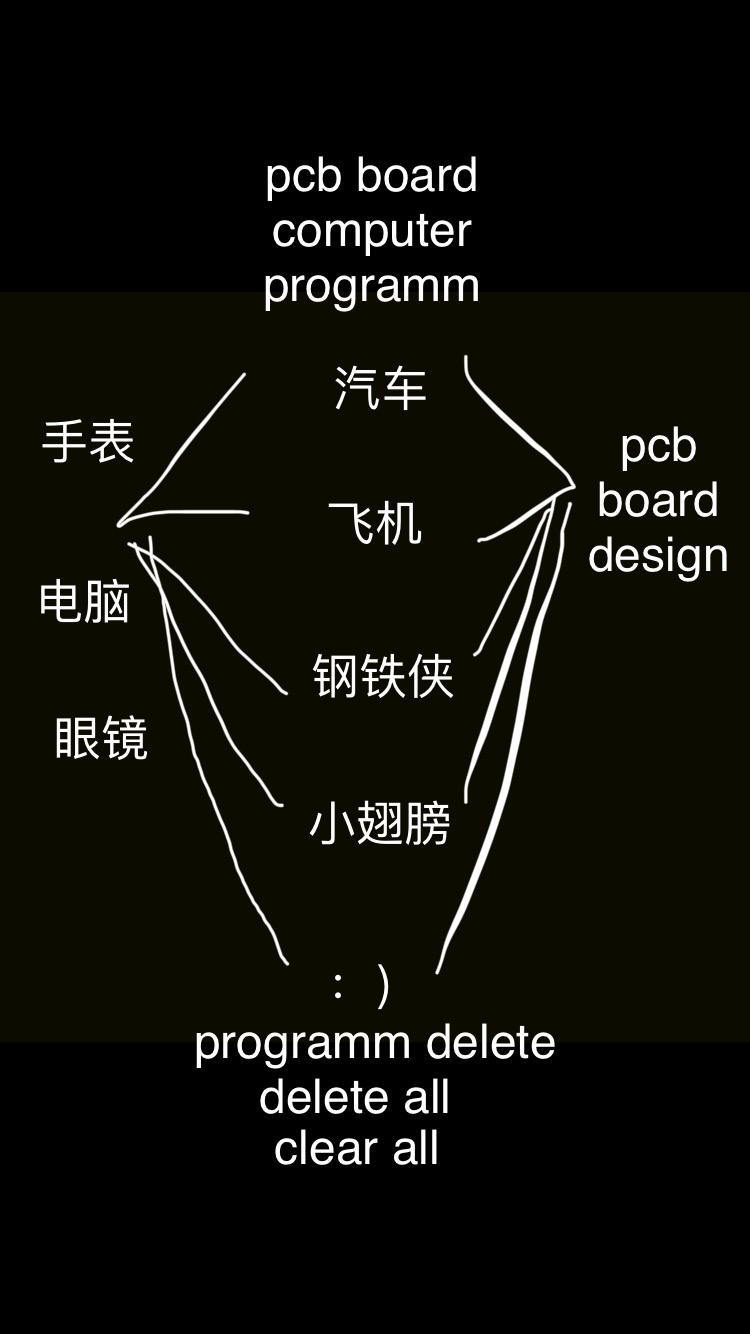 pcb board
computer
programm
汽车
手表
pcb
board
design
飞机
电脑
钢铁侠
眼镜
小翅膀
：)
programm delete
delete all
clear all